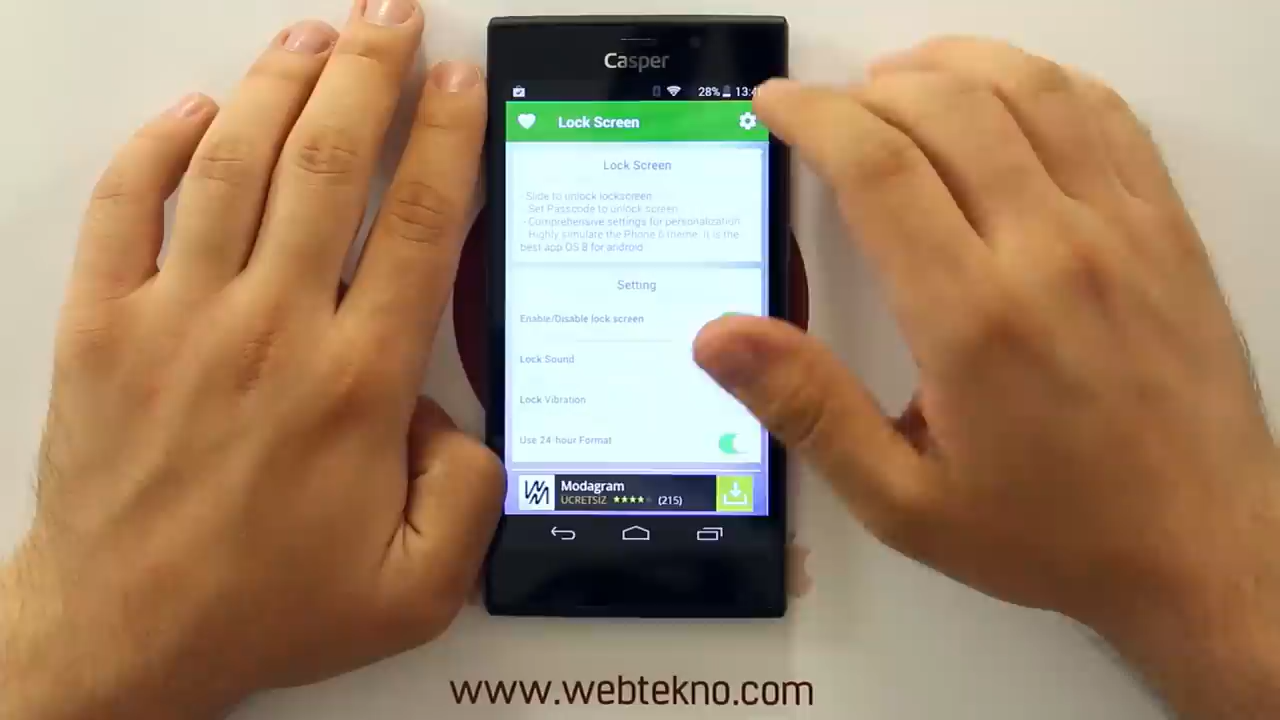 Casper
28%
Lock Screen
Lock Screen
- Slide to unlock lockscreen
- Set Passcode to unlock screen
- Comprehensive settings for personalization
- Highly simulate the Phone 6 theme. It is the
best app OS 8 for android
Setting
Enable/Disable lock screen
Lock Sound
Lock Vibration
Use 24-hour Format
Modagram
ÜCRETSİZ (215)
www.webtekno.com